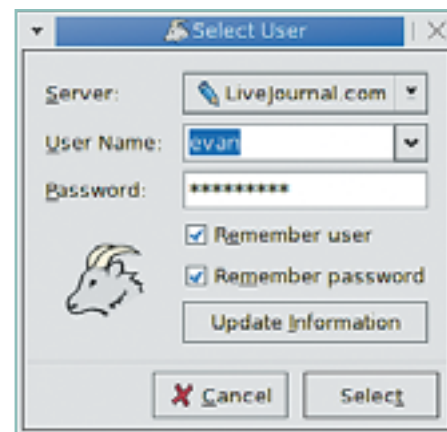 Select User
Server: LiveJournal.com
User Name: evan
Password: *********
Remember user
Remember password
Update Information
Cancel Select